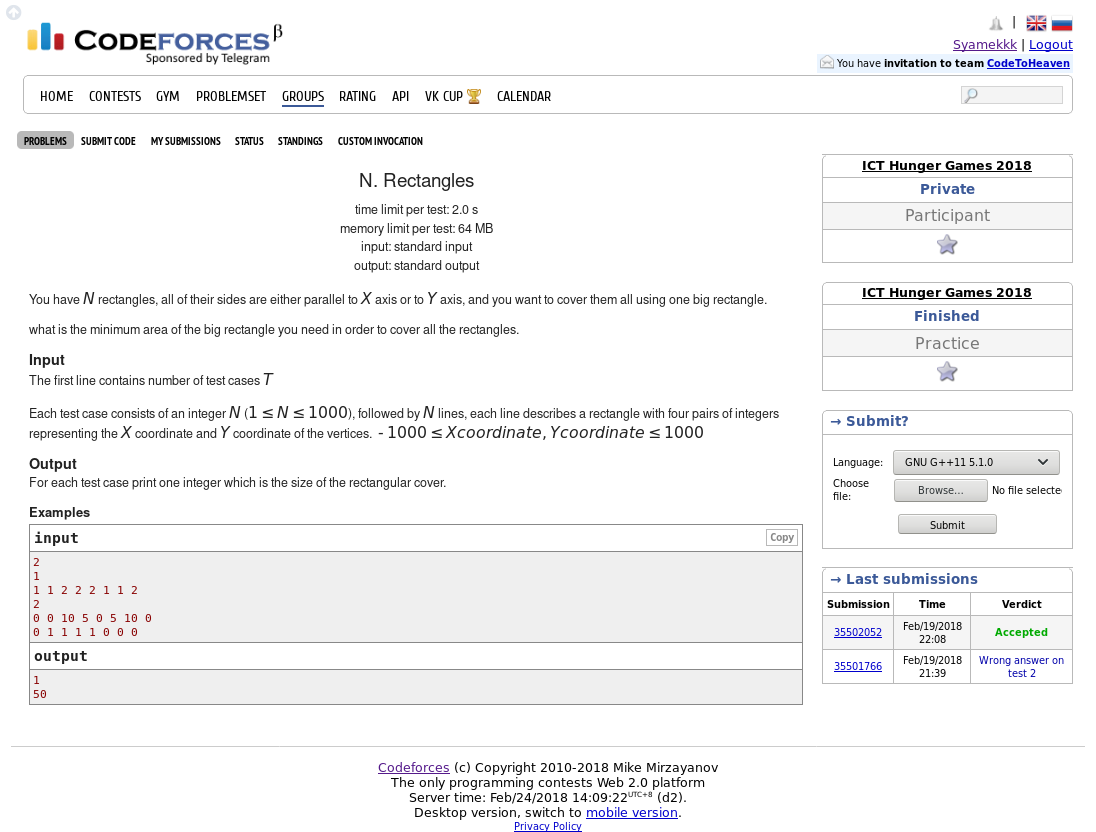 CODEFORCES β
Sponsored by Telegram
|
Syamekkk | Logout
You have invitation to team CodeToHeaven
HOME CONTESTS GYM PROBLEMSET GROUPS RATING API VK CUP CALENDAR
PROBLEMS SUBMIT CODE MY SUBMISSIONS STATUS STANDINGS CUSTOM INVOCATION
N. Rectangles
time limit per test: 2.0 s
memory limit per test: 64 MB
input: standard input
output: standard output
You have N rectangles, all of their sides are either parallel to X axis or to Y axis, and you want to cover them all using one big rectangle.
what is the minimum area of the big rectangle you need in order to cover all the rectangles.
Input
The first line contains number of test cases T
Each test case consists of an integer N (1 ≤ N ≤ 1000), followed by N lines, each line describes a rectangle with four pairs of integers
representing the X coordinate and Y coordinate of the vertices. - 1000 ≤ Xcoordinate, Ycoordinate ≤ 1000
Output
For each test case print one integer which is the size of the rectangular cover.
Examples
input
Copy
2
1
1 1 2 2 2 1 1 2
2
0 0 10 5 0 5 10 0
0 1 1 1 1 0 0 0
output
1
50
ICT Hunger Games 2018
Private
Participant
ICT Hunger Games 2018
Finished
Practice
→ Submit?
Language: GNU G++11 5.1.0
Choose
file:
Browse... No file selecte
Submit
→ Last submissions
Submission Time Verdict
35502052 Feb/19/2018
22:08 Accepted
35501766 Feb/19/2018
21:39 Wrong answer on
test 2
Codeforces (c) Copyright 2010-2018 Mike Mirzayanov
The only programming contests Web 2.0 platform
Server time: Feb/24/2018 14:09:22 UTC+8 (d2).
Desktop version, switch to mobile version.
Privacy Policy